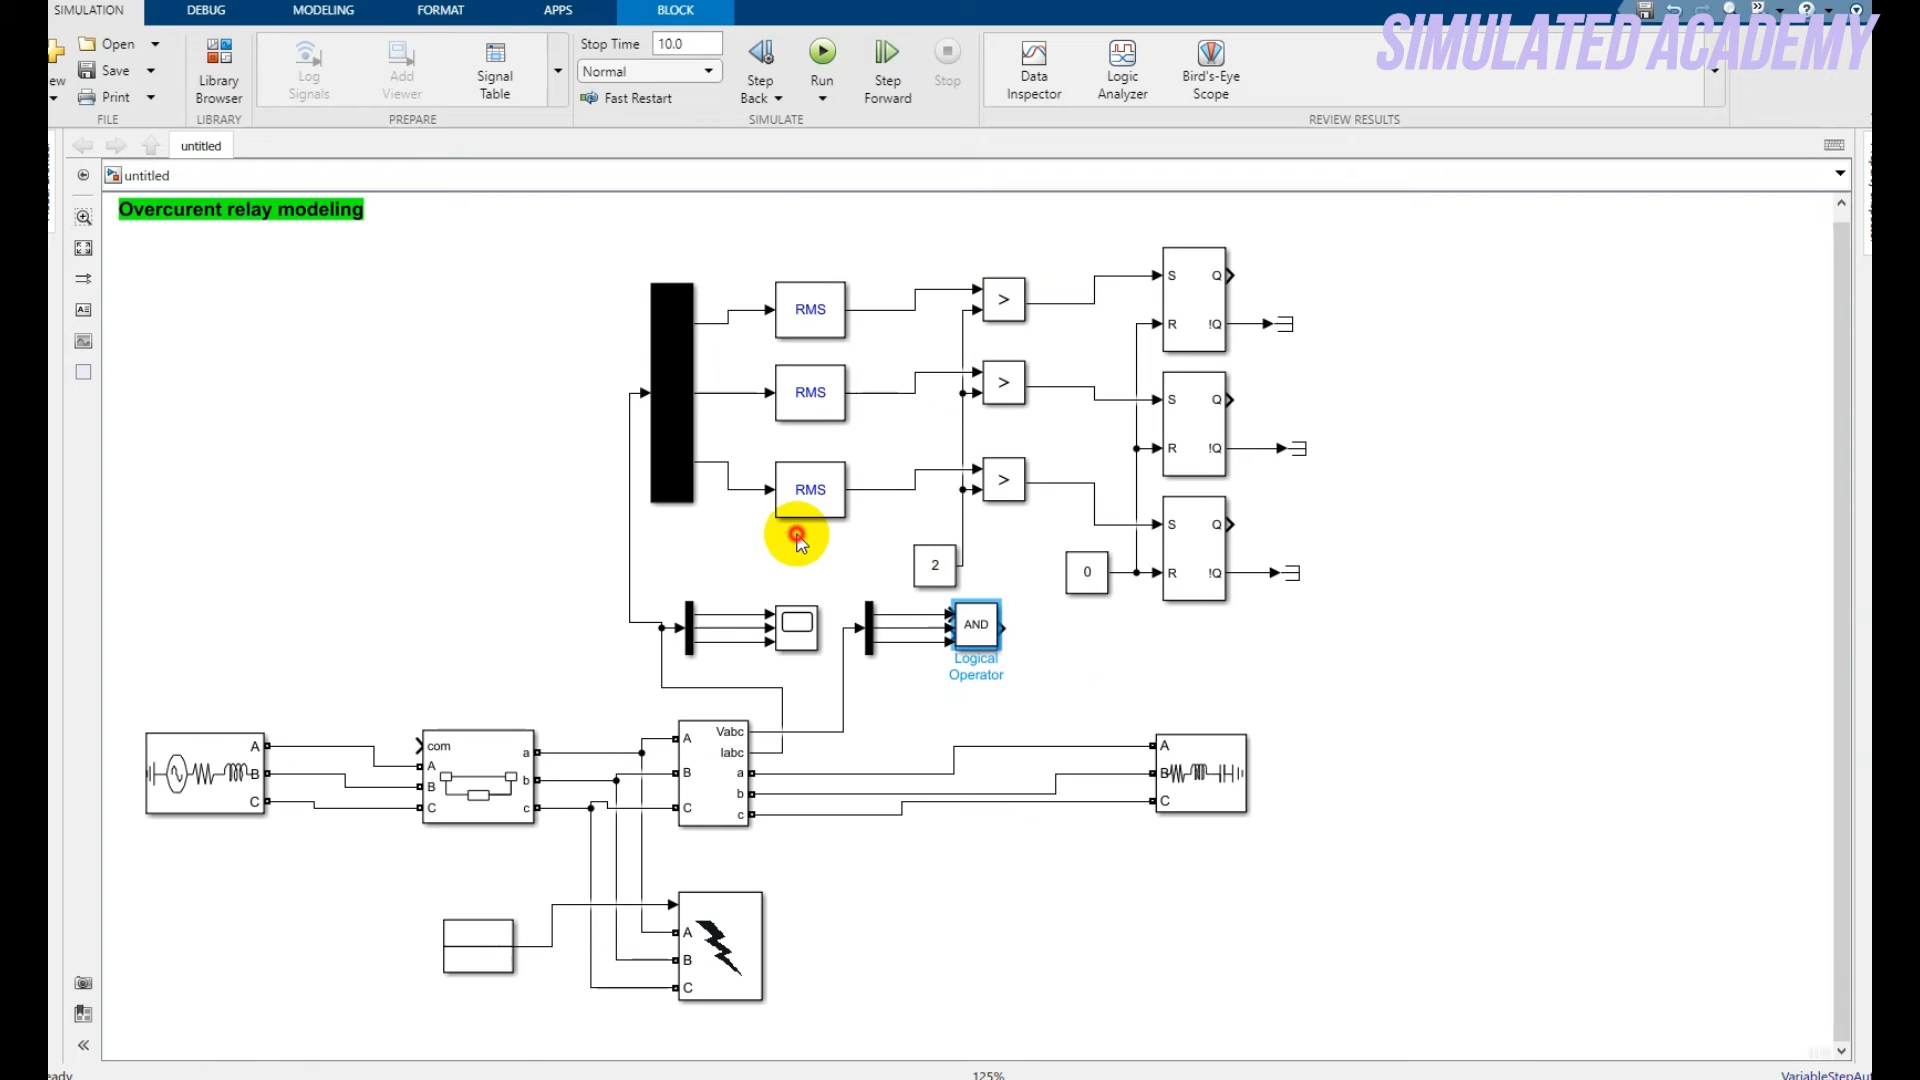 SIMULATION DEBUG MODELING FORMAT APPS BLOCK
SIMULATED ACADEMY
Open
Save
Print
FILE
Library
Browser
LIBRARY
Log
Signals
Add
Viewer
Signal
Table
PREPARE
Stop Time 10.0
Normal
Fast Restart
Step
Back
Run
Step
Forward
Stop
SIMULATE
Data
Inspector
Logic
Analyzer
Bird's-Eye
Scope
REVIEW RESULTS
untitled
untitled
Overcurent relay modeling
RMS
RMS
RMS
>
>
>
S Q
R !Q
S Q
R !Q
S Q
R !Q
2
0
AND
Logical
Operator
A
B
C
com
A
B
C
a
b
c
A
B
C
Vabc
Iabc
a
b
c
A
B
C
A
B
C
125%